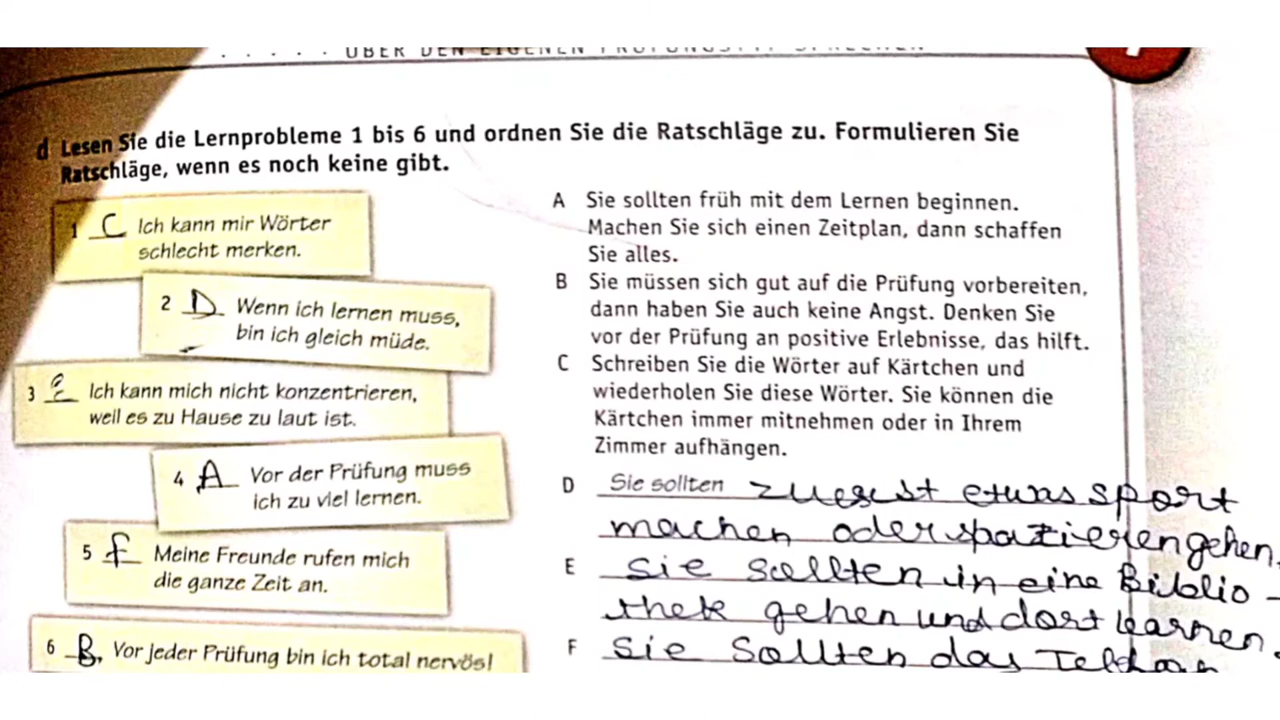 ÜBER DEN EIGENEN PRÜFUNGSTYP SPRECHEN
d Lesen Sie die Lernprobleme 1 bis 6 und ordnen Sie die Ratschläge zu. Formulieren Sie
Ratschläge, wenn es noch keine gibt.
1 C Ich kann mir Wörter
schlecht merken.
2 D Wenn ich lernen muss,
bin ich gleich müde.
3 E Ich kann mich nicht konzentrieren,
weil es zu Hause zu laut ist.
4 A Vor der Prüfung muss
ich zu viel lernen.
5 F Meine Freunde rufen mich
die ganze Zeit an.
6 B, Vor jeder Prüfung bin ich total nervös!
A Sie sollten früh mit dem Lernen beginnen.
Machen Sie sich einen Zeitplan, dann schaffen
Sie alles.
B Sie müssen sich gut auf die Prüfung vorbereiten,
dann haben Sie auch keine Angst. Denken Sie
vor der Prüfung an positive Erlebnisse, das hilft.
C Schreiben Sie die Wörter auf Kärtchen und
wiederholen Sie diese Wörter. Sie können die
Kärtchen immer mitnehmen oder in Ihrem
Zimmer aufhängen.
D Sie sollten zuerst etwas sport
machen oder spazieren gehen.
E Sie sollten in eine Biblio-
thek gehen und dort lernen.
F Sie sollten das